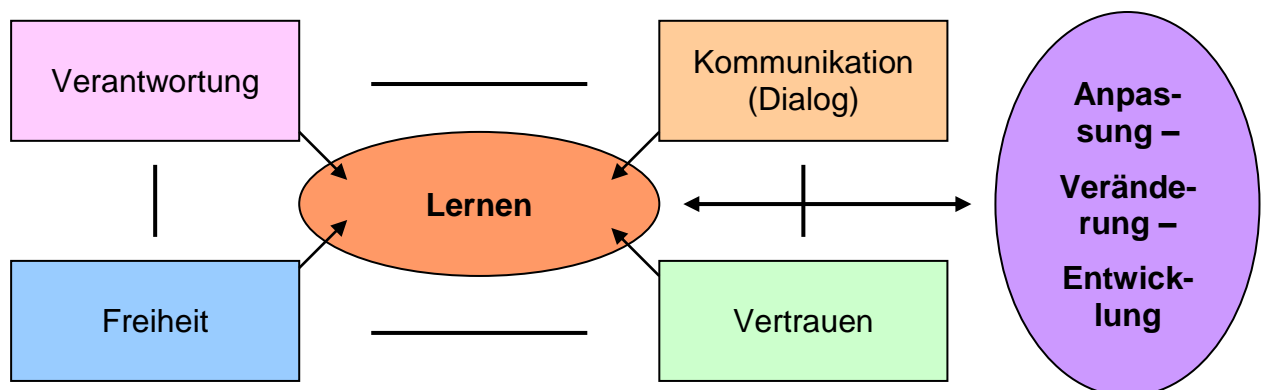 Verantwortung
Kommunikation
(Dialog)
Lernen
Freiheit
Vertrauen
Anpas-
sung –
Verände-
rung –
Entwick-
lung